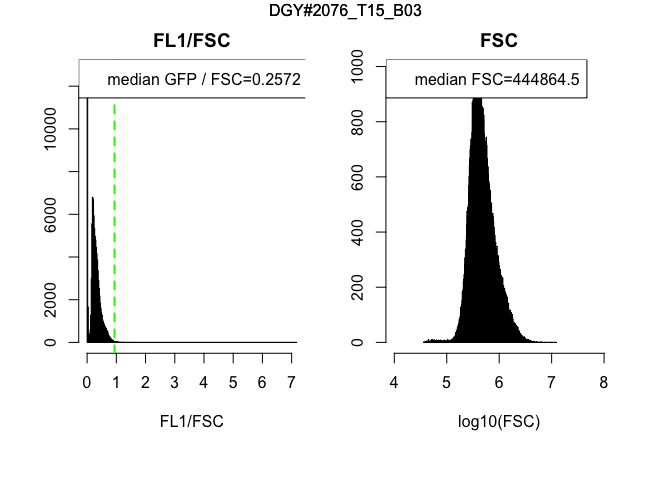 DGY#2076_T15_B03
FL1/FSC
FSC
median GFP / FSC=0.2572
median FSC=444864.5
10000
6000
2000
0
1000
800
600
400
200
0
0 1 2 3 4 5 6 7
4 5 6 7 8
FL1/FSC
log10(FSC)